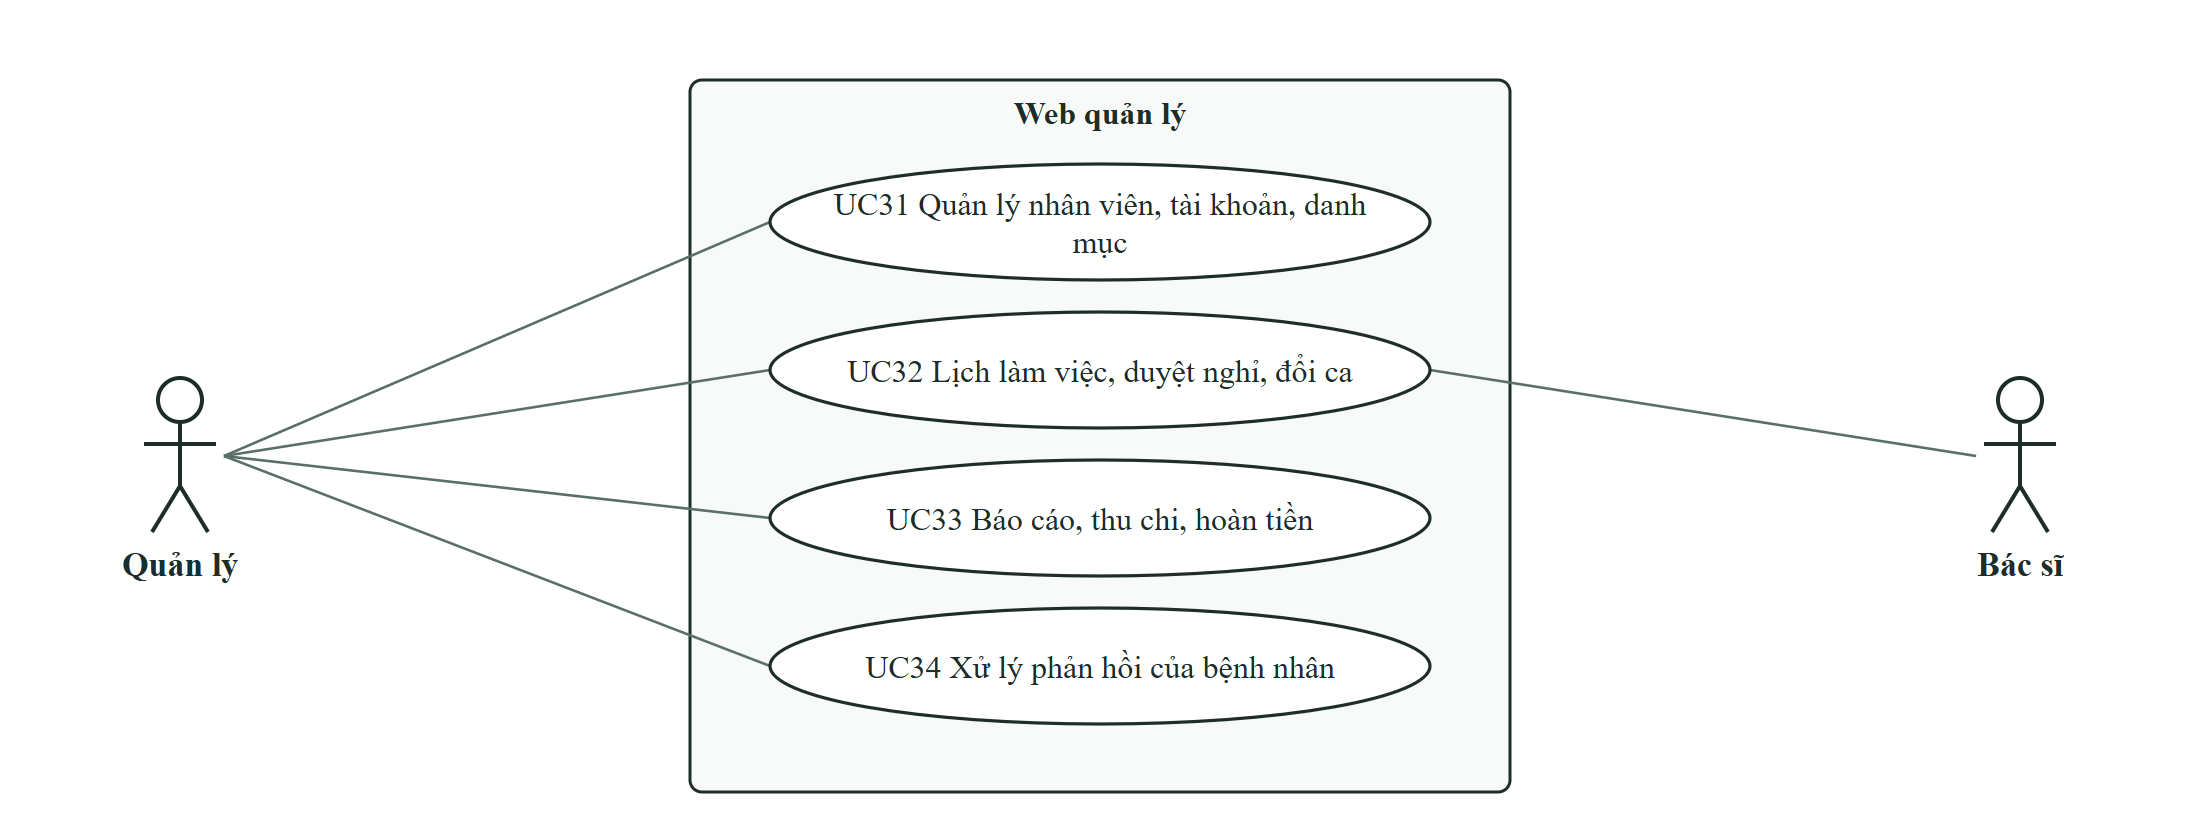 Web quản lý
UC31 Quản lý nhân viên, tài khoản, danh
mục
UC32 Lịch làm việc, duyệt nghỉ, đổi ca
UC33 Báo cáo, thu chi, hoàn tiền
UC34 Xử lý phản hồi của bệnh nhân
Quản lý
Bác sĩ